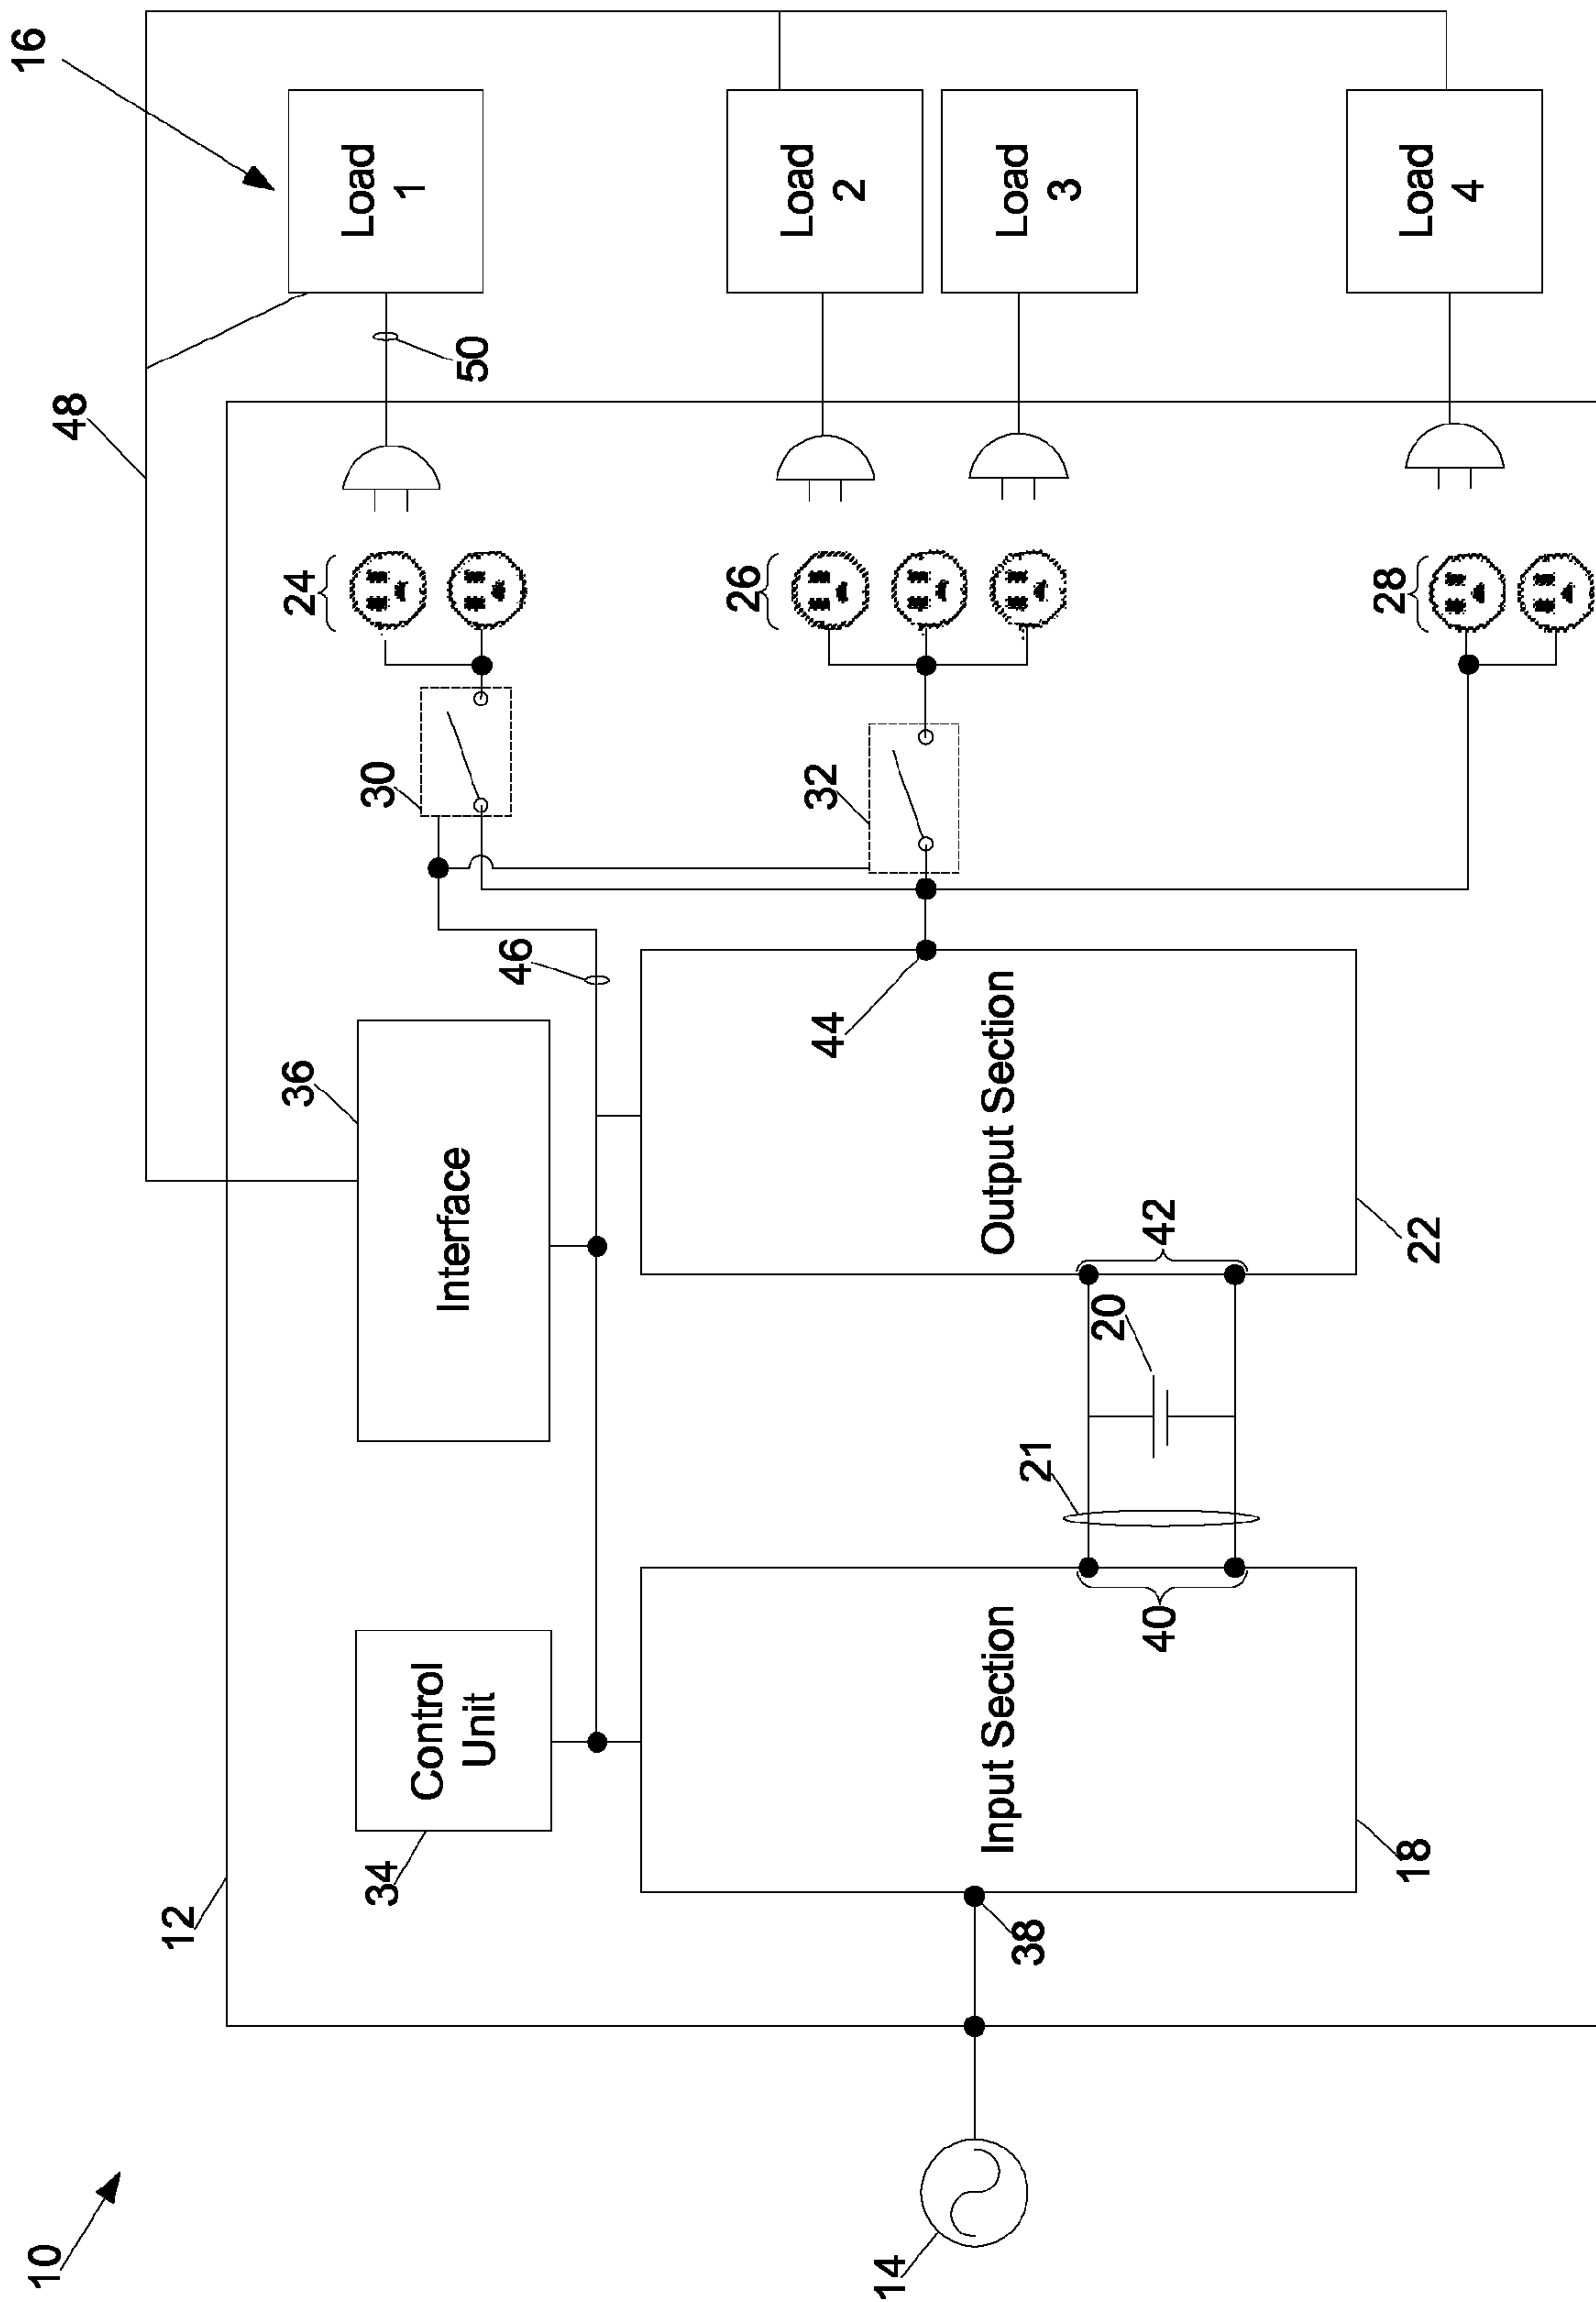 10
12
14
16
48
Load
1
50
24
30
46
36
Interface
Control
Unit
34
Load
2
26
32
44
Output Section
22
42
20
21
40
Input Section
18
38
Load
3
Load
4
28